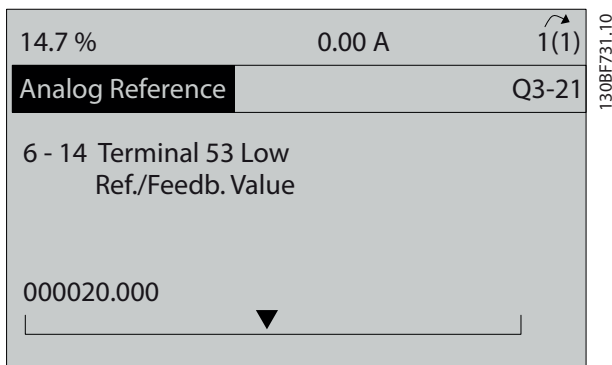 14.7 % 0.00 A 1(1)
Analog Reference Q3-21
6 - 14 Terminal 53 Low
Ref./Feedb. Value
000020.000
130BF731.10